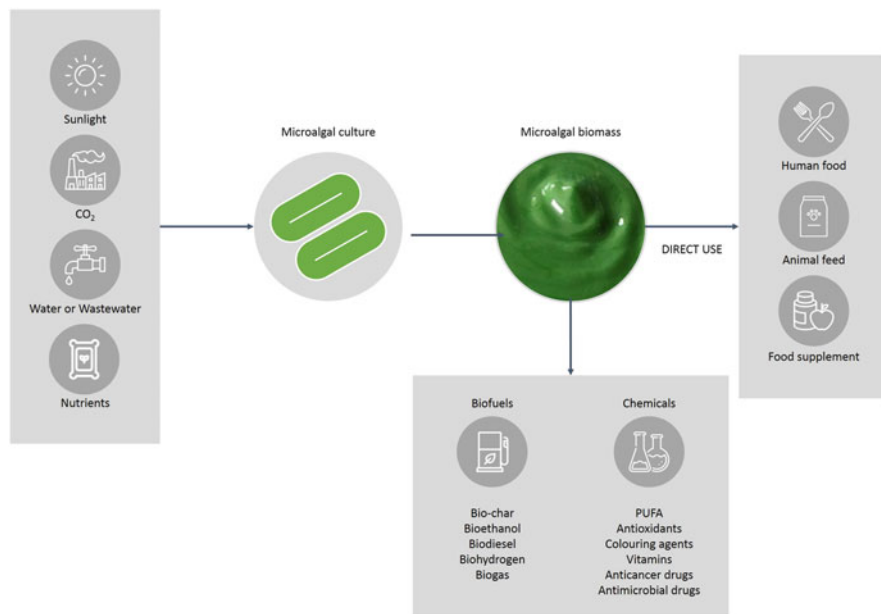 Sunlight
CO₂
Water or Wastewater
Nutrients
Microalgal culture
Microalgal biomass
DIRECT USE
Human food
Animal feed
Food supplement
Biofuels
Bio-char
Bioethanol
Biodiesel
Biohydrogen
Biogas
Chemicals
PUFA
Antioxidants
Colouring agents
Vitamins
Anticancer drugs
Antimicrobial drugs